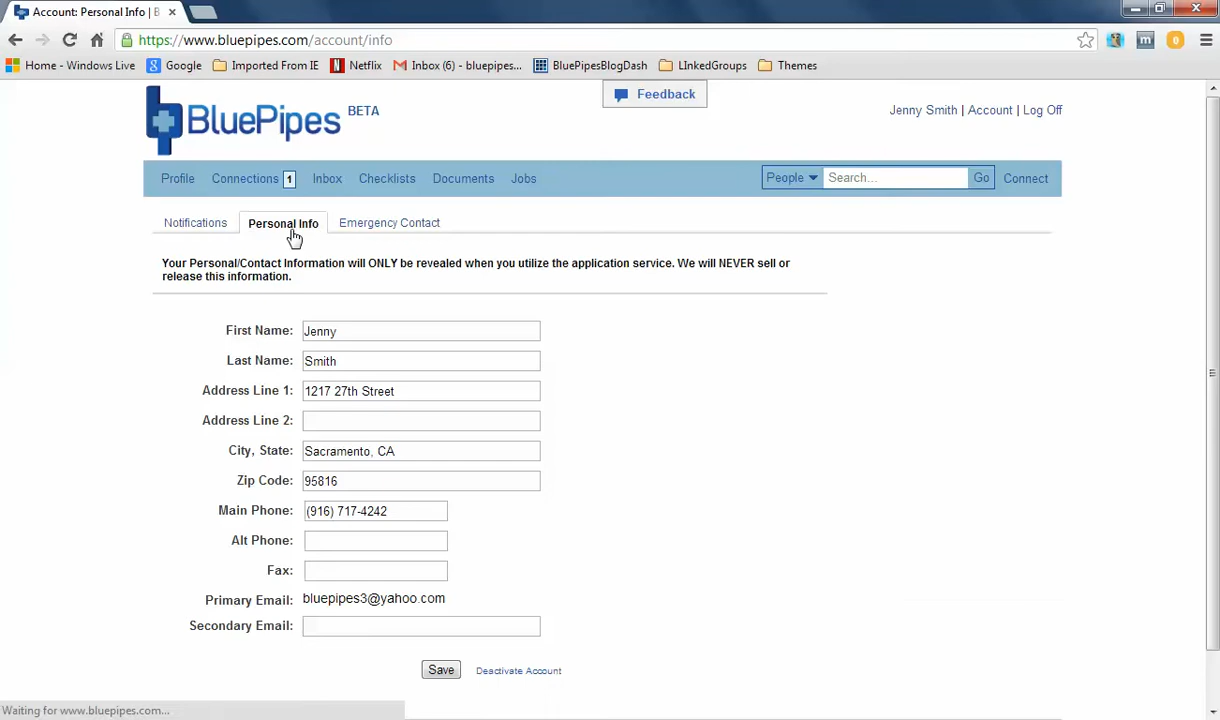 Account: Personal Info | B
https://www.bluepipes.com/account/info
Home - Windows Live Google Imported From IE Netflix Inbox (6) - bluepipes... BluePipesBlogDash LInkedGroups Themes
Feedback
BluePipes BETA
Jenny Smith | Account | Log Off
Profile Connections 1 Inbox Checklists Documents Jobs People Search... Go Connect
Notifications Personal Info Emergency Contact
Your Personal/Contact Information will ONLY be revealed when you utilize the application service. We will NEVER sell or
release this information.
First Name: Jenny
Last Name: Smith
Address Line 1: 1217 27th Street
Address Line 2:
City, State: Sacramento, CA
Zip Code: 95816
Main Phone: (916) 717-4242
Alt Phone:
Fax:
Primary Email: bluepipes3@yahoo.com
Secondary Email:
Save Deactivate Account
Waiting for www.bluepipes.com...